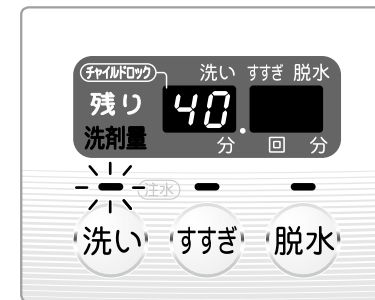 チャイルドロック 洗い すすぎ 脱水
残り 40.
洗剤量 分 回 分
注水
洗い すすぎ 脱水